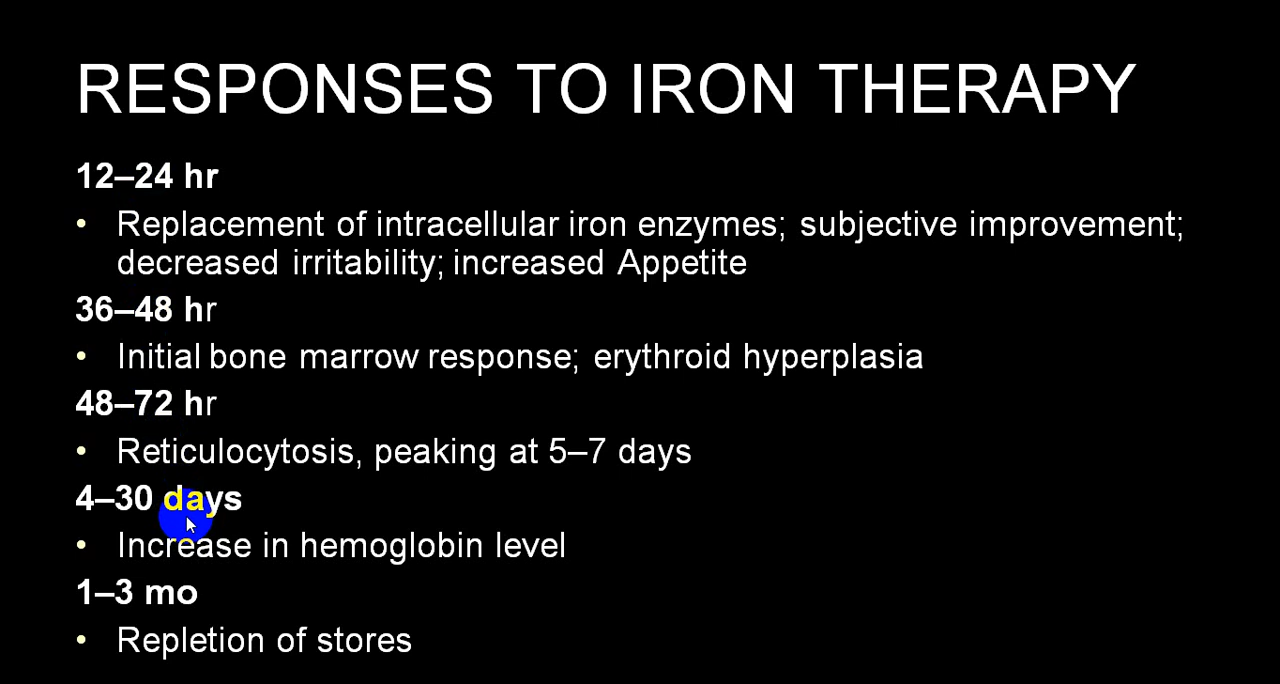 RESPONSES TO IRON THERAPY
12–24 hr
• Replacement of intracellular iron enzymes; subjective improvement;
decreased irritability; increased Appetite
36–48 hr
• Initial bone marrow response; erythroid hyperplasia
48–72 hr
• Reticulocytosis, peaking at 5–7 days
4–30 days
• Increase in hemoglobin level
1–3 mo
• Repletion of stores